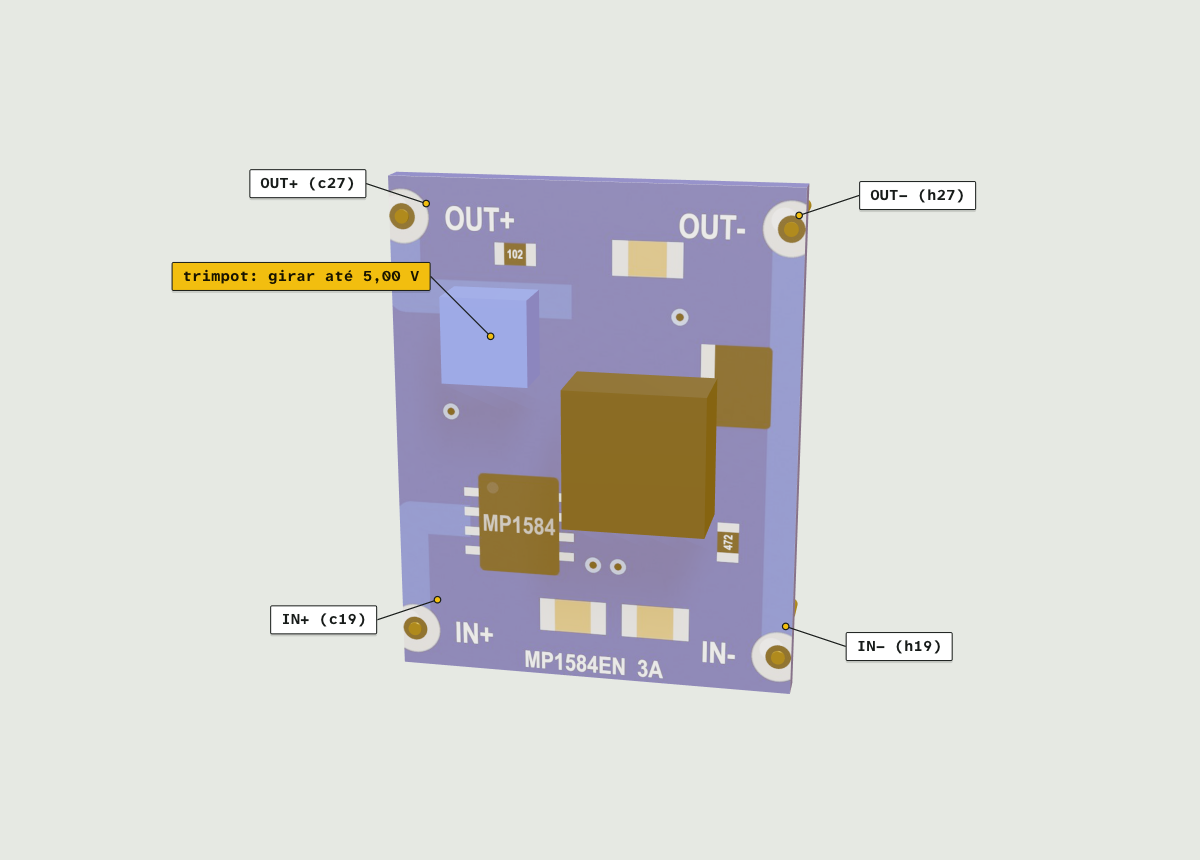 OUT+ (c27)
OUT− (h27)
OUT+
OUT-
102
trimpot: girar até 5,00 V
MP1584
472
IN+ (c19)
IN+
IN-
IN− (h19)
MP1584EN 3A